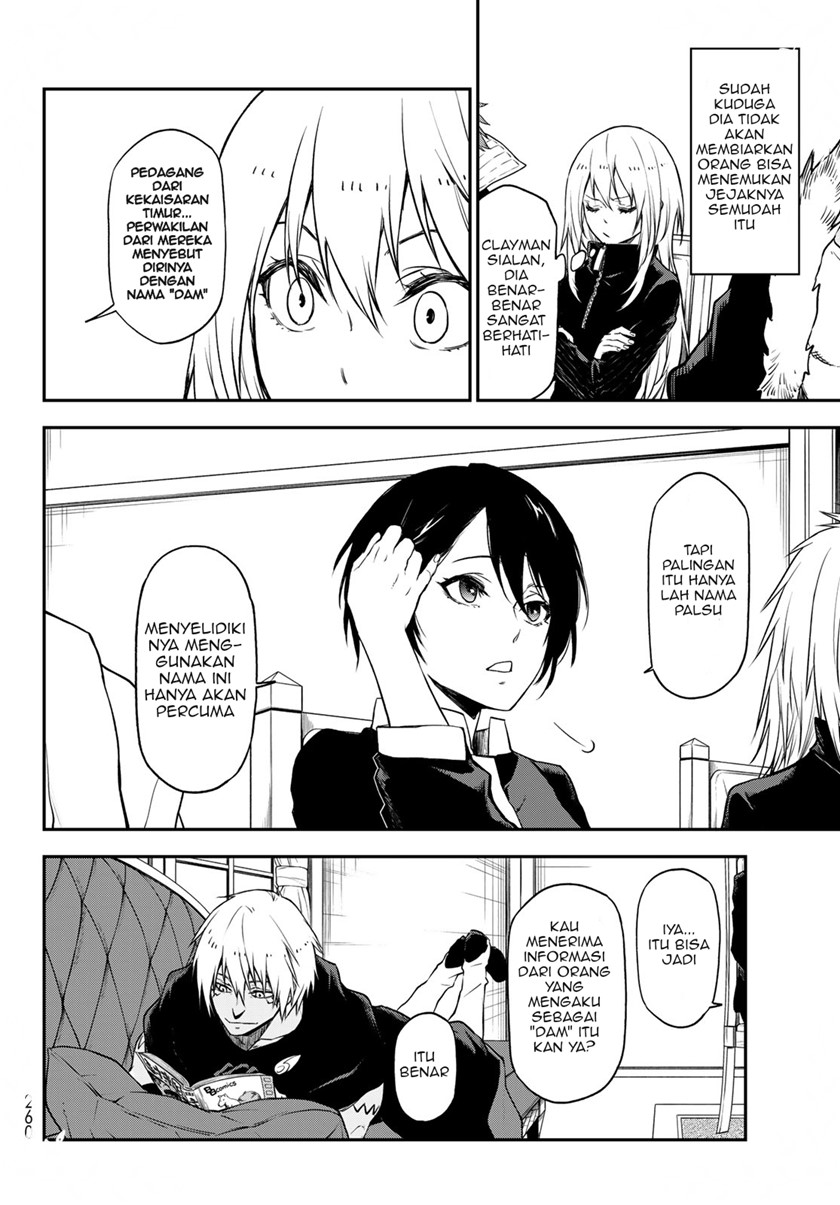 SUDAH
KUDUGA
DIA TIDAK
AKAN
MEMBIARKAN
ORANG BISA
MENEMUKAN
JEJAKNYA
SEMUDAH
ITU
CLAYMAN
SIALAN,
DIA
BENAR-
BENAR
SANGAT
BERHATI-
HATI
PEDAGANG
DARI
KEKAISARAN
TIMUR...
PERWAKILAN
DARI MEREKA
MENYEBUT
DIRINYA
DENGAN
NAMA "DAM"
TAPI
PALINGAN
ITU HANYA
LAH NAMA
PALSU
MENYELIDIKI
NYA MENG-
GUNAKAN
NAMA INI
HANYA AKAN
PERCUMA
IYA...
ITU BISA
JADI
KAU
MENERIMA
INFORMASI
DARI ORANG
YANG
MENGAKU
SEBAGAI
"DAM" ITU
KAN YA?
ITU
BENAR
comics
260